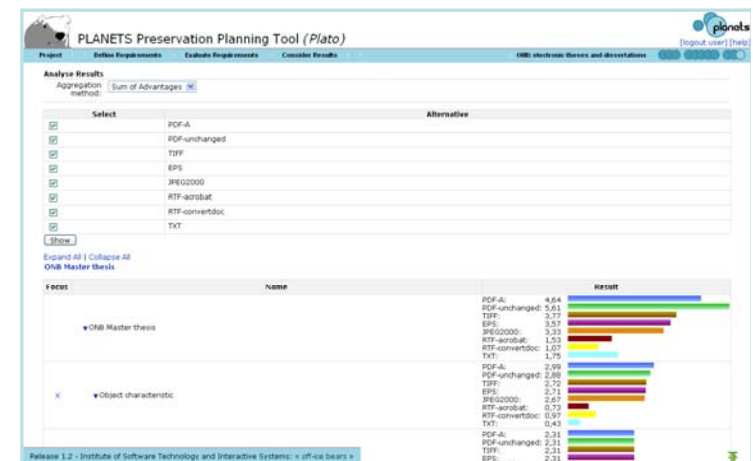 planets
PLANETS Preservation Planning Tool (Plato)
[logout user] [help]
Project Define Requirements Evaluate Requirements Consider Results ONB: electronic theses and dissertations
Analyse Results
Aggregation method: Sum of Advantages
Select Alternative
PDF-A
PDF-unchanged
TIFF
EPS
JPEG2000
RTF-acrobat
RTF-convertdoc
TXT
Show
Expand All | Collapse All
ONB Master thesis
Focus Name Result
ONB Master thesis
PDF-A: 4,64
PDF-unchanged: 5,61
TIFF: 3,77
EPS: 3,57
JPEG2000: 3,33
RTF-acrobat: 1,53
RTF-convertdoc: 1,07
TXT: 1,75
X Object characteristic
PDF-A: 2,99
PDF-unchanged: 2,88
TIFF: 2,72
EPS: 2,71
JPEG2000: 2,67
RTF-acrobat: 0,73
RTF-convertdoc: 0,97
TXT: 0,43
PDF-A: 2,31
PDF-unchanged: 2,31
TIFF: 2,31
EPS: 2,31
Release 1.2 - Institute of Software Technology and Interactive Systems: « off-ice bears »